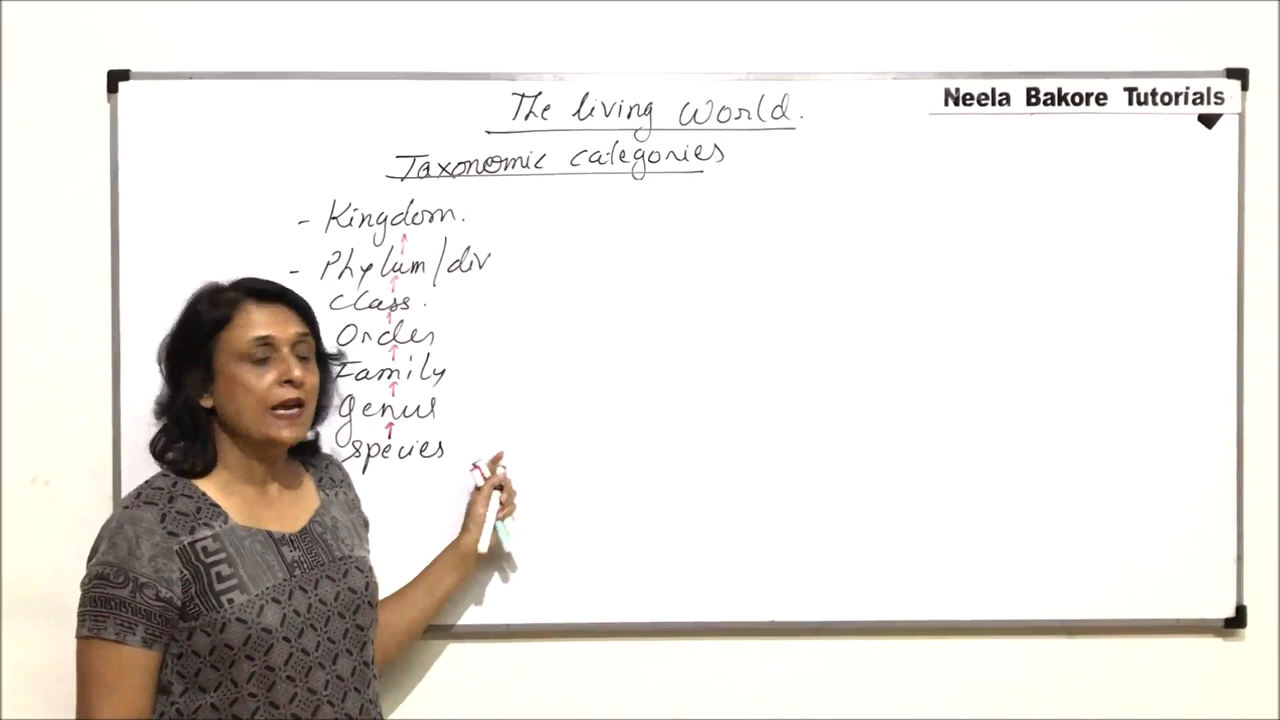 The living World.
Neela Bakore Tutorials
Taxonomic categories
- Kingdom.
- Phylum/div
Class.
Order
Family
Genus
Species